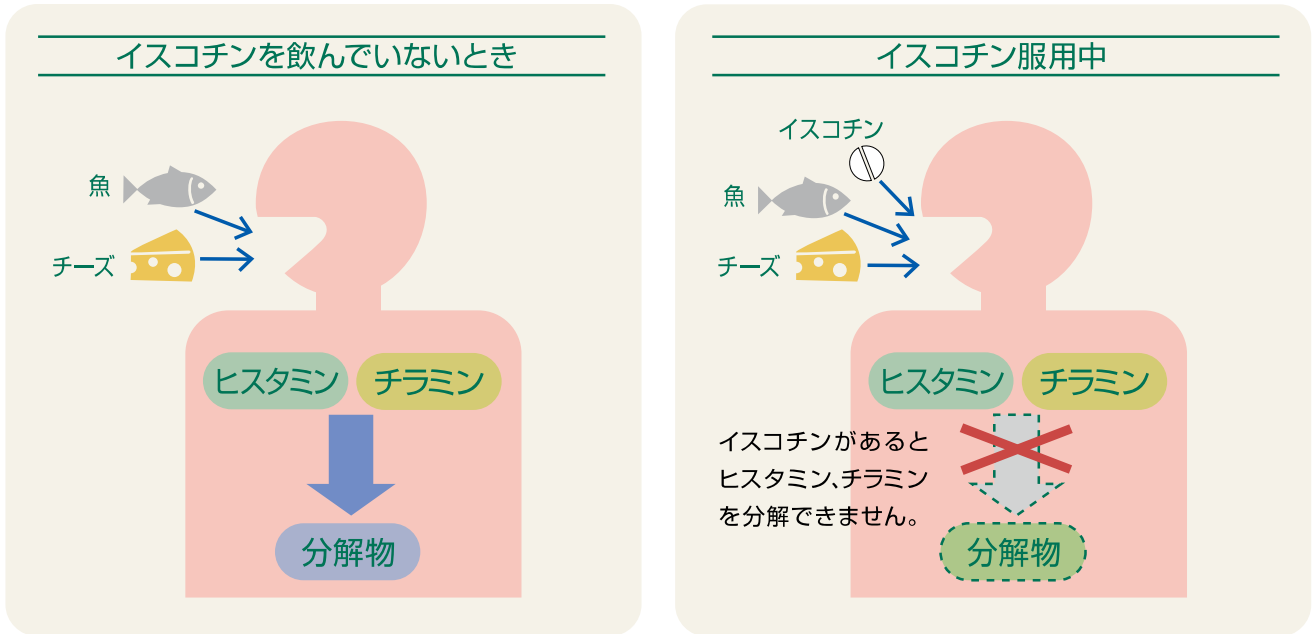 イスコチンを飲んでいないとき
魚
チーズ
ヒスタミン
チラミン
分解物
イスコチン服用中
イスコチン
魚
チーズ
ヒスタミン
チラミン
イスコチンがあると
ヒスタミン、チラミン
を分解できません。
分解物